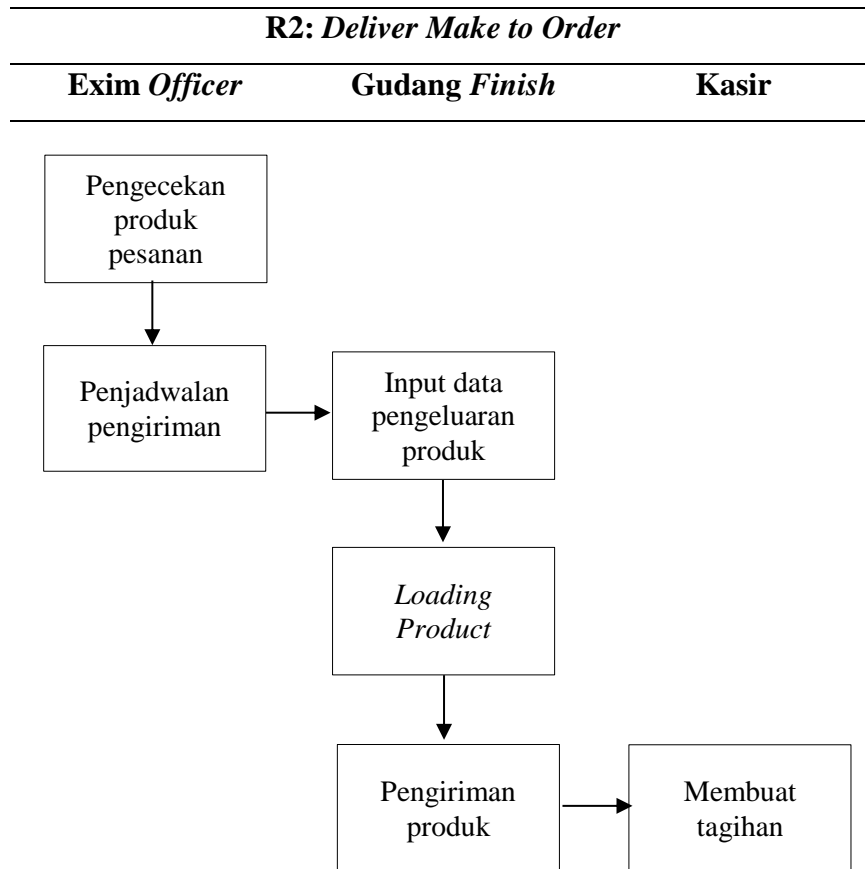 R2: Deliver Make to Order
Exim Officer Gudang Finish Kasir
Pengecekan
produk
pesanan
Penjadwalan
pengiriman
Input data
pengeluaran
produk
Loading
Product
Pengiriman
produk
Membuat
tagihan